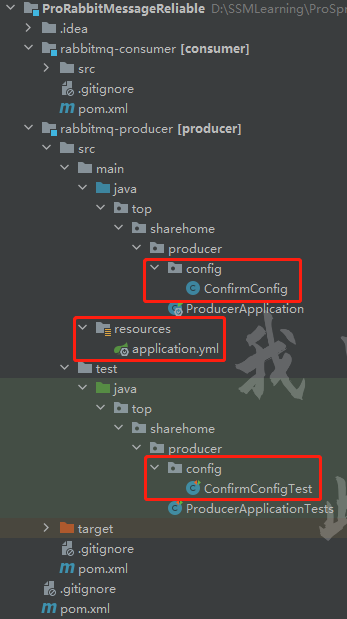 ProRabbitMessageReliable D:\SSMLearning\ProSp
.idea
rabbitmq-consumer [consumer]
src
.gitignore
pom.xml
rabbitmq-producer [producer]
src
main
java
top
sharehome
producer
config
ConfirmConfig
ProducerApplication
resources
application.yml
我
test
java
top
sharehome
producer
config
ConfirmConfigTest
ProducerApplicationTests
target
.gitignore
pom.xml
.gitignore
pom.xml